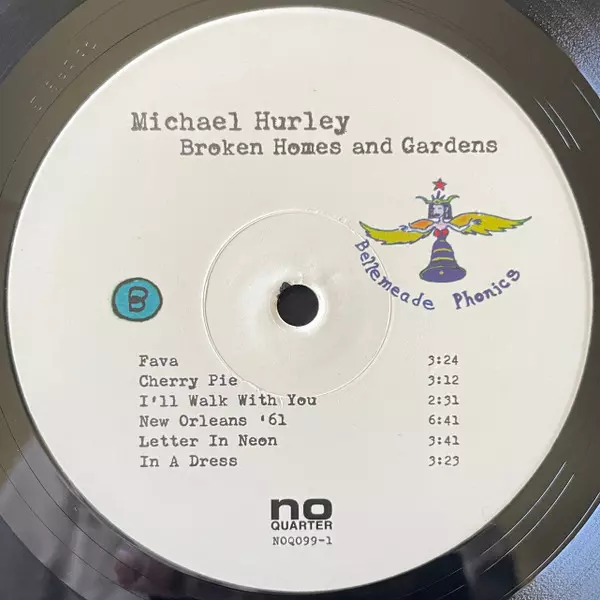 Michael Hurley
Broken Homes and Gardens
Bellemeade Phonics
B
Fava 3:24
Cherry Pie 3:12
I'll Walk With You 2:31
New Orleans '61 6:41
Letter In Neon 3:41
In A Dress 3:23
no
QUARTER
NOQ099-1